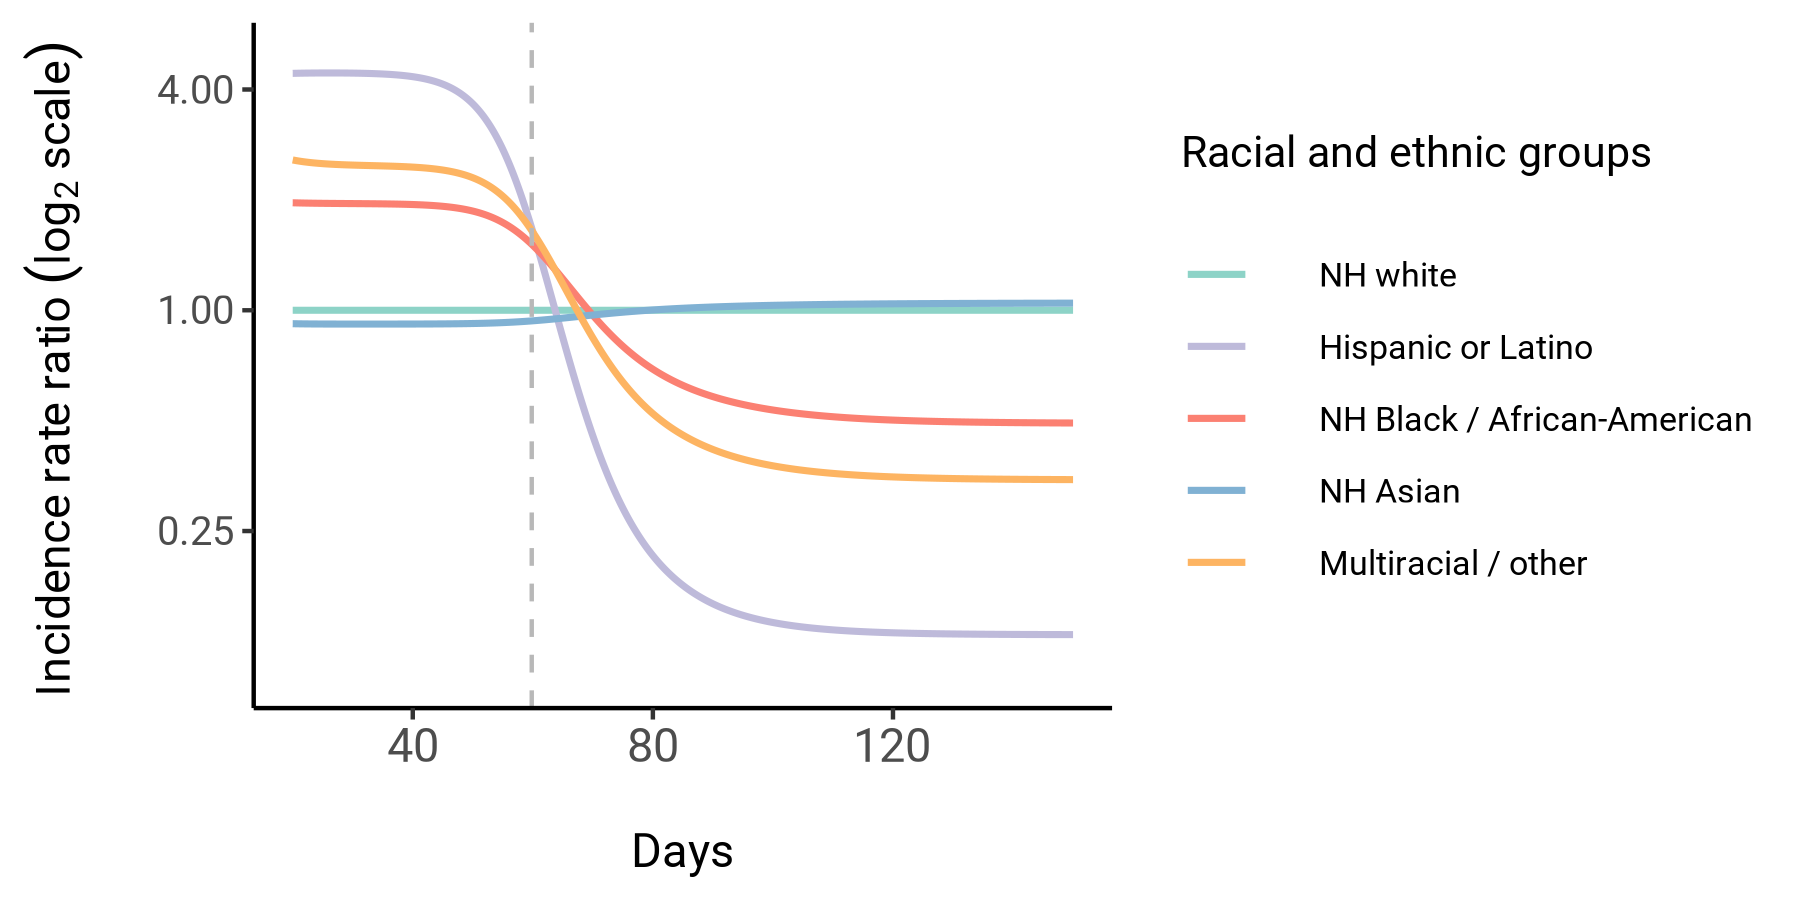 Incidence rate ratio (log₂ scale)
4.00
1.00
0.25
40 80 120
Days
Racial and ethnic groups
NH white
Hispanic or Latino
NH Black / African-American
NH Asian
Multiracial / other